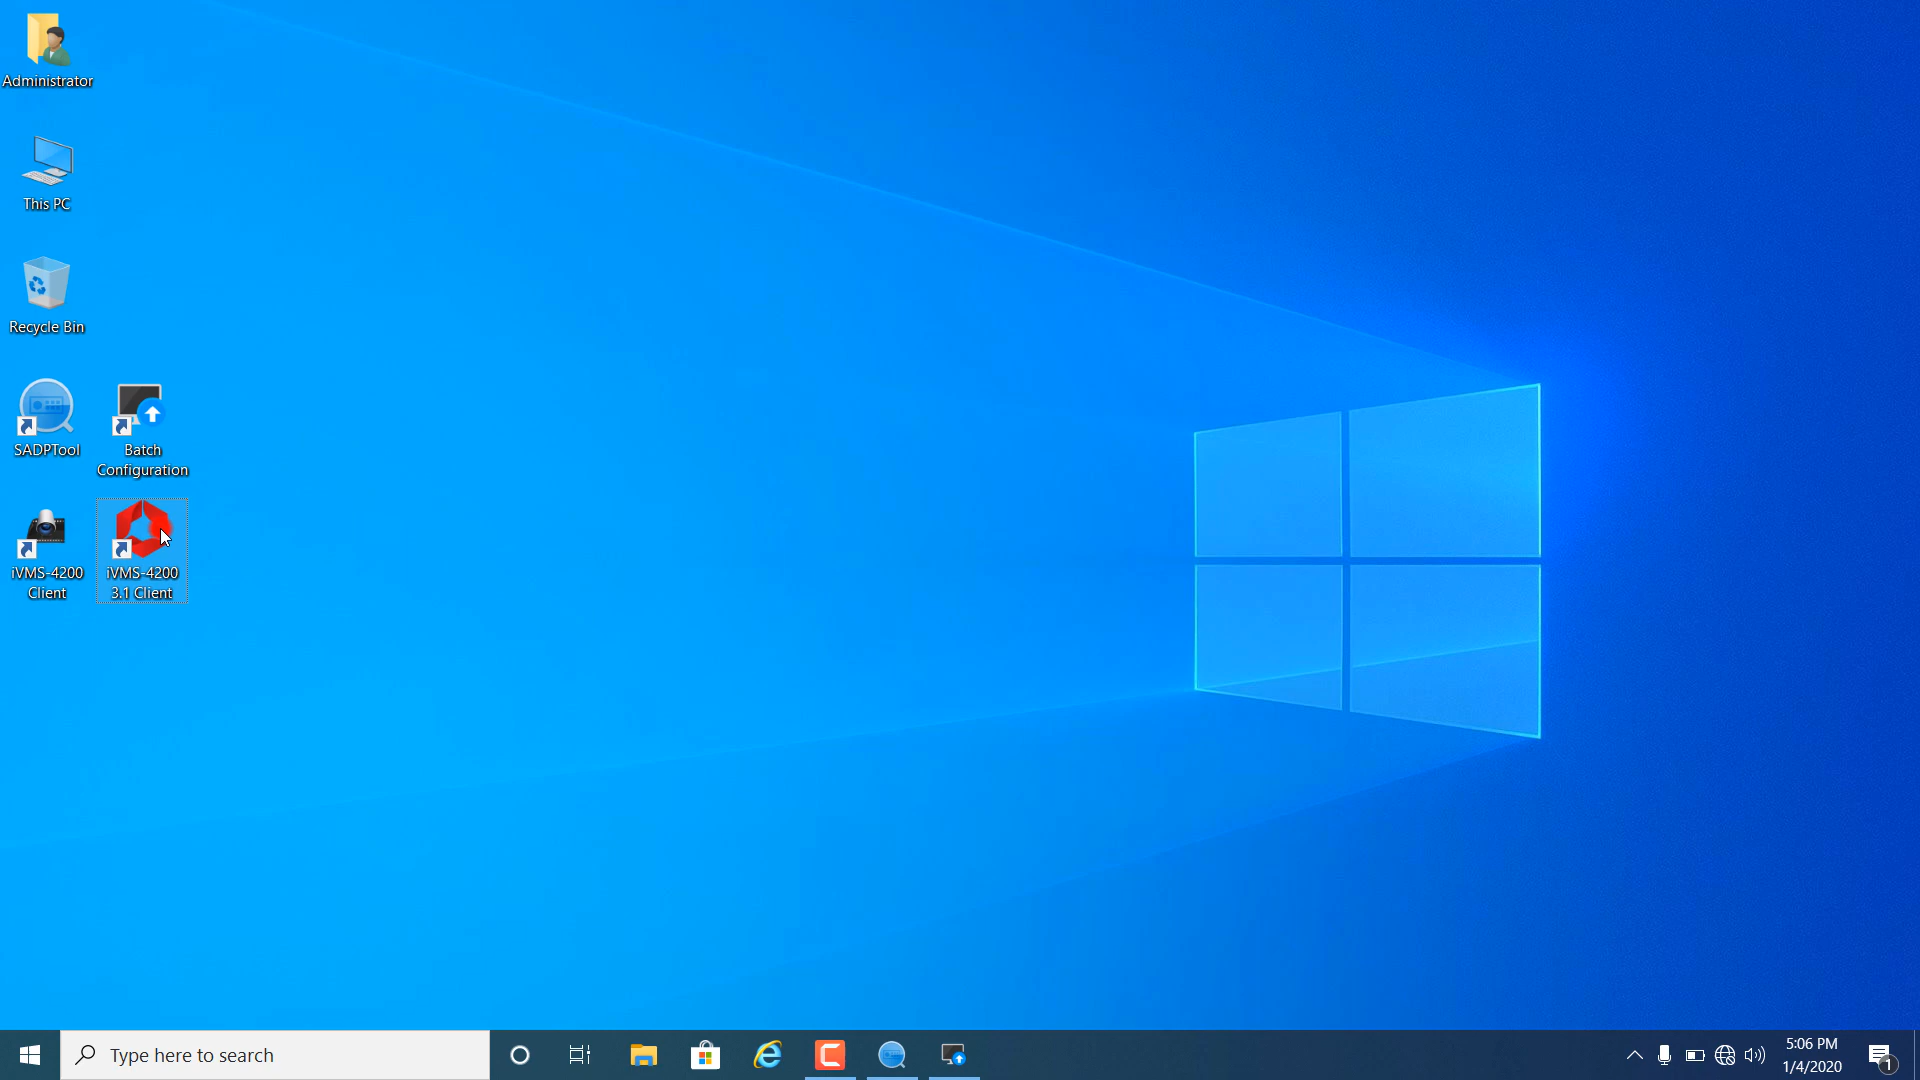 Administrator
This PC
Recycle Bin
SADPTool
Batch
Configuration
iVMS-4200
Client
iVMS-4200
3.1 Client
Type here to search
5:06 PM
1/4/2020
1